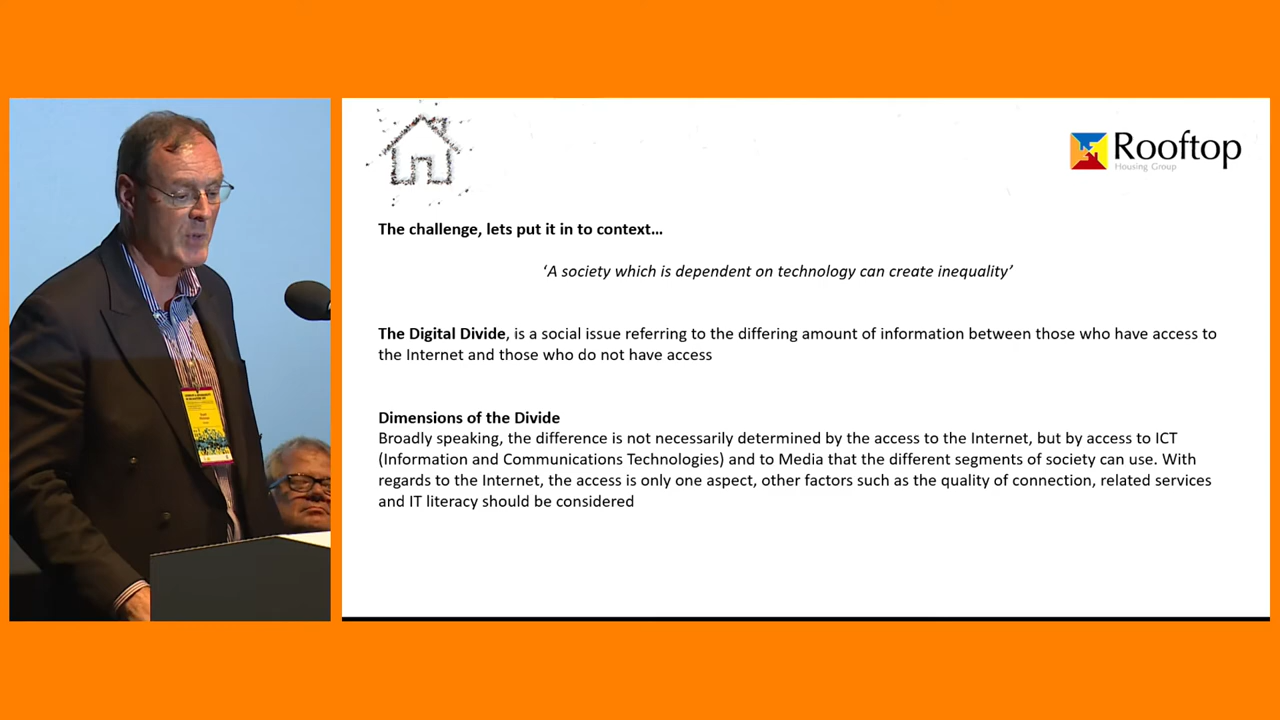 Rooftop
Housing Group
The challenge, lets put it in to context...
‘A society which is dependent on technology can create inequality’
The Digital Divide, is a social issue referring to the differing amount of information between those who have access to
the Internet and those who do not have access
Dimensions of the Divide
Broadly speaking, the difference is not necessarily determined by the access to the Internet, but by access to ICT
(Information and Communications Technologies) and to Media that the different segments of society can use. With
regards to the Internet, the access is only one aspect, other factors such as the quality of connection, related services
and IT literacy should be considered